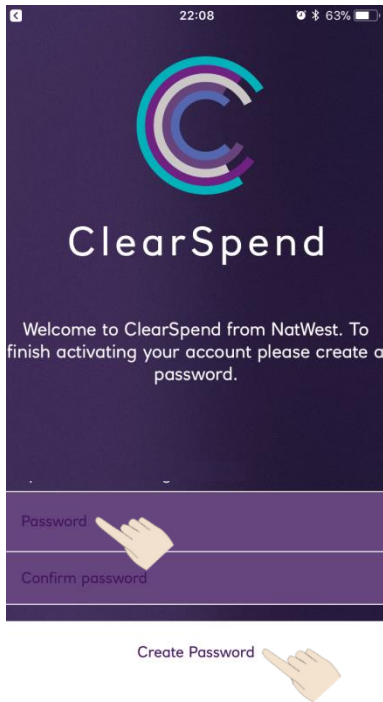 22:08
63%
ClearSpend
Welcome to ClearSpend from NatWest. To
finish activating your account please create a
password.
Password
Confirm password
Create Password